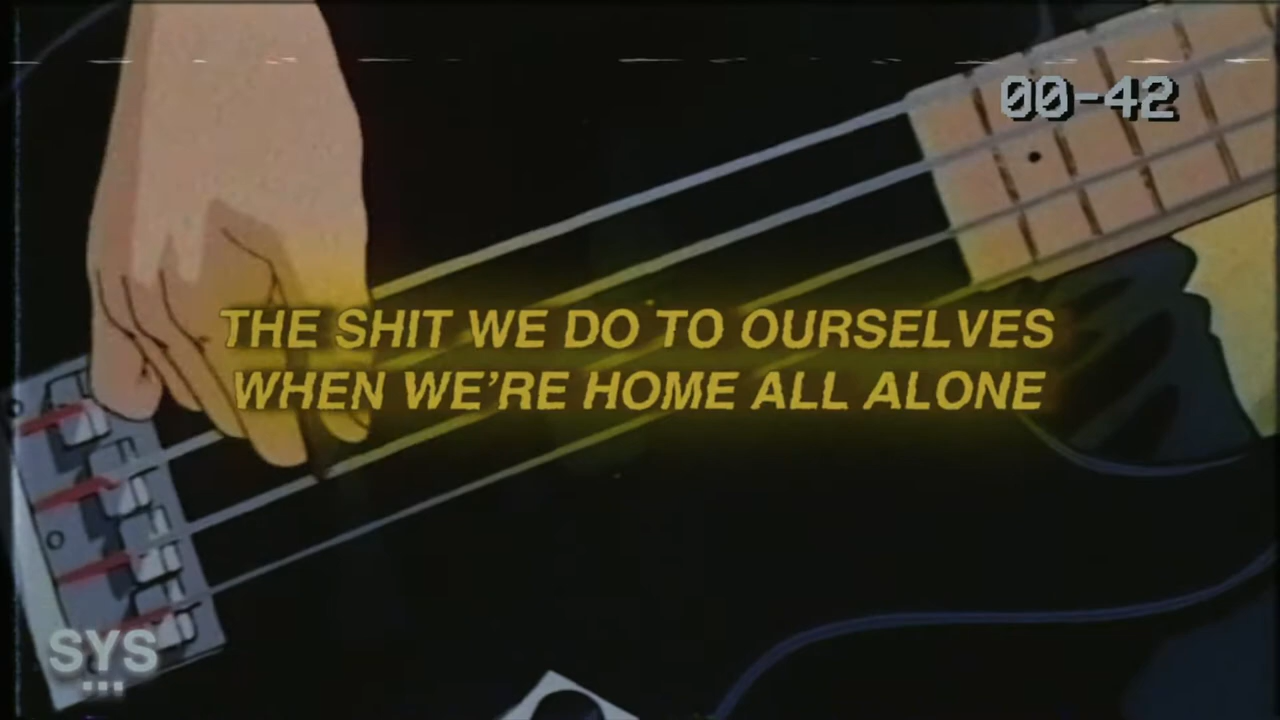 00-42
THE SHIT WE DO TO OURSELVES
WHEN WE’RE HOME ALL ALONE
SYS